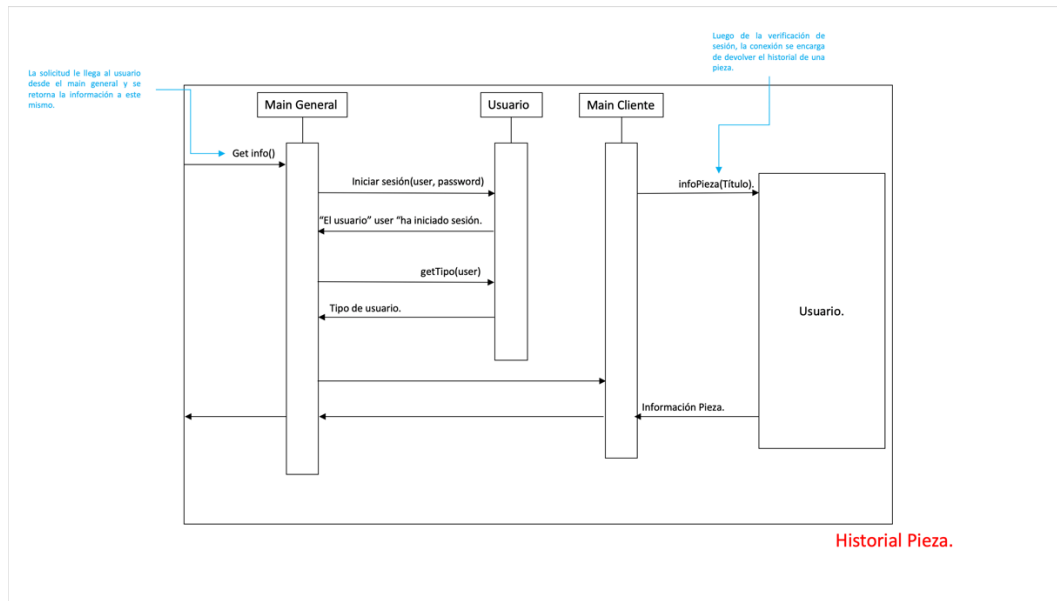 Luego de la verificación de
sesión, la conexión se encarga
de devolver el historial de una
pieza.
La solicitud le llega al usuario
desde el main general y se
retorna la información a este
mismo.
Main General
Usuario
Main Cliente
Get info()
Iniciar sesión(user, password)
infoPieza(Título).
“El usuario” user “ha iniciado sesión.
getTipo(user)
Tipo de usuario.
Usuario.
Información Pieza.
Historial Pieza.